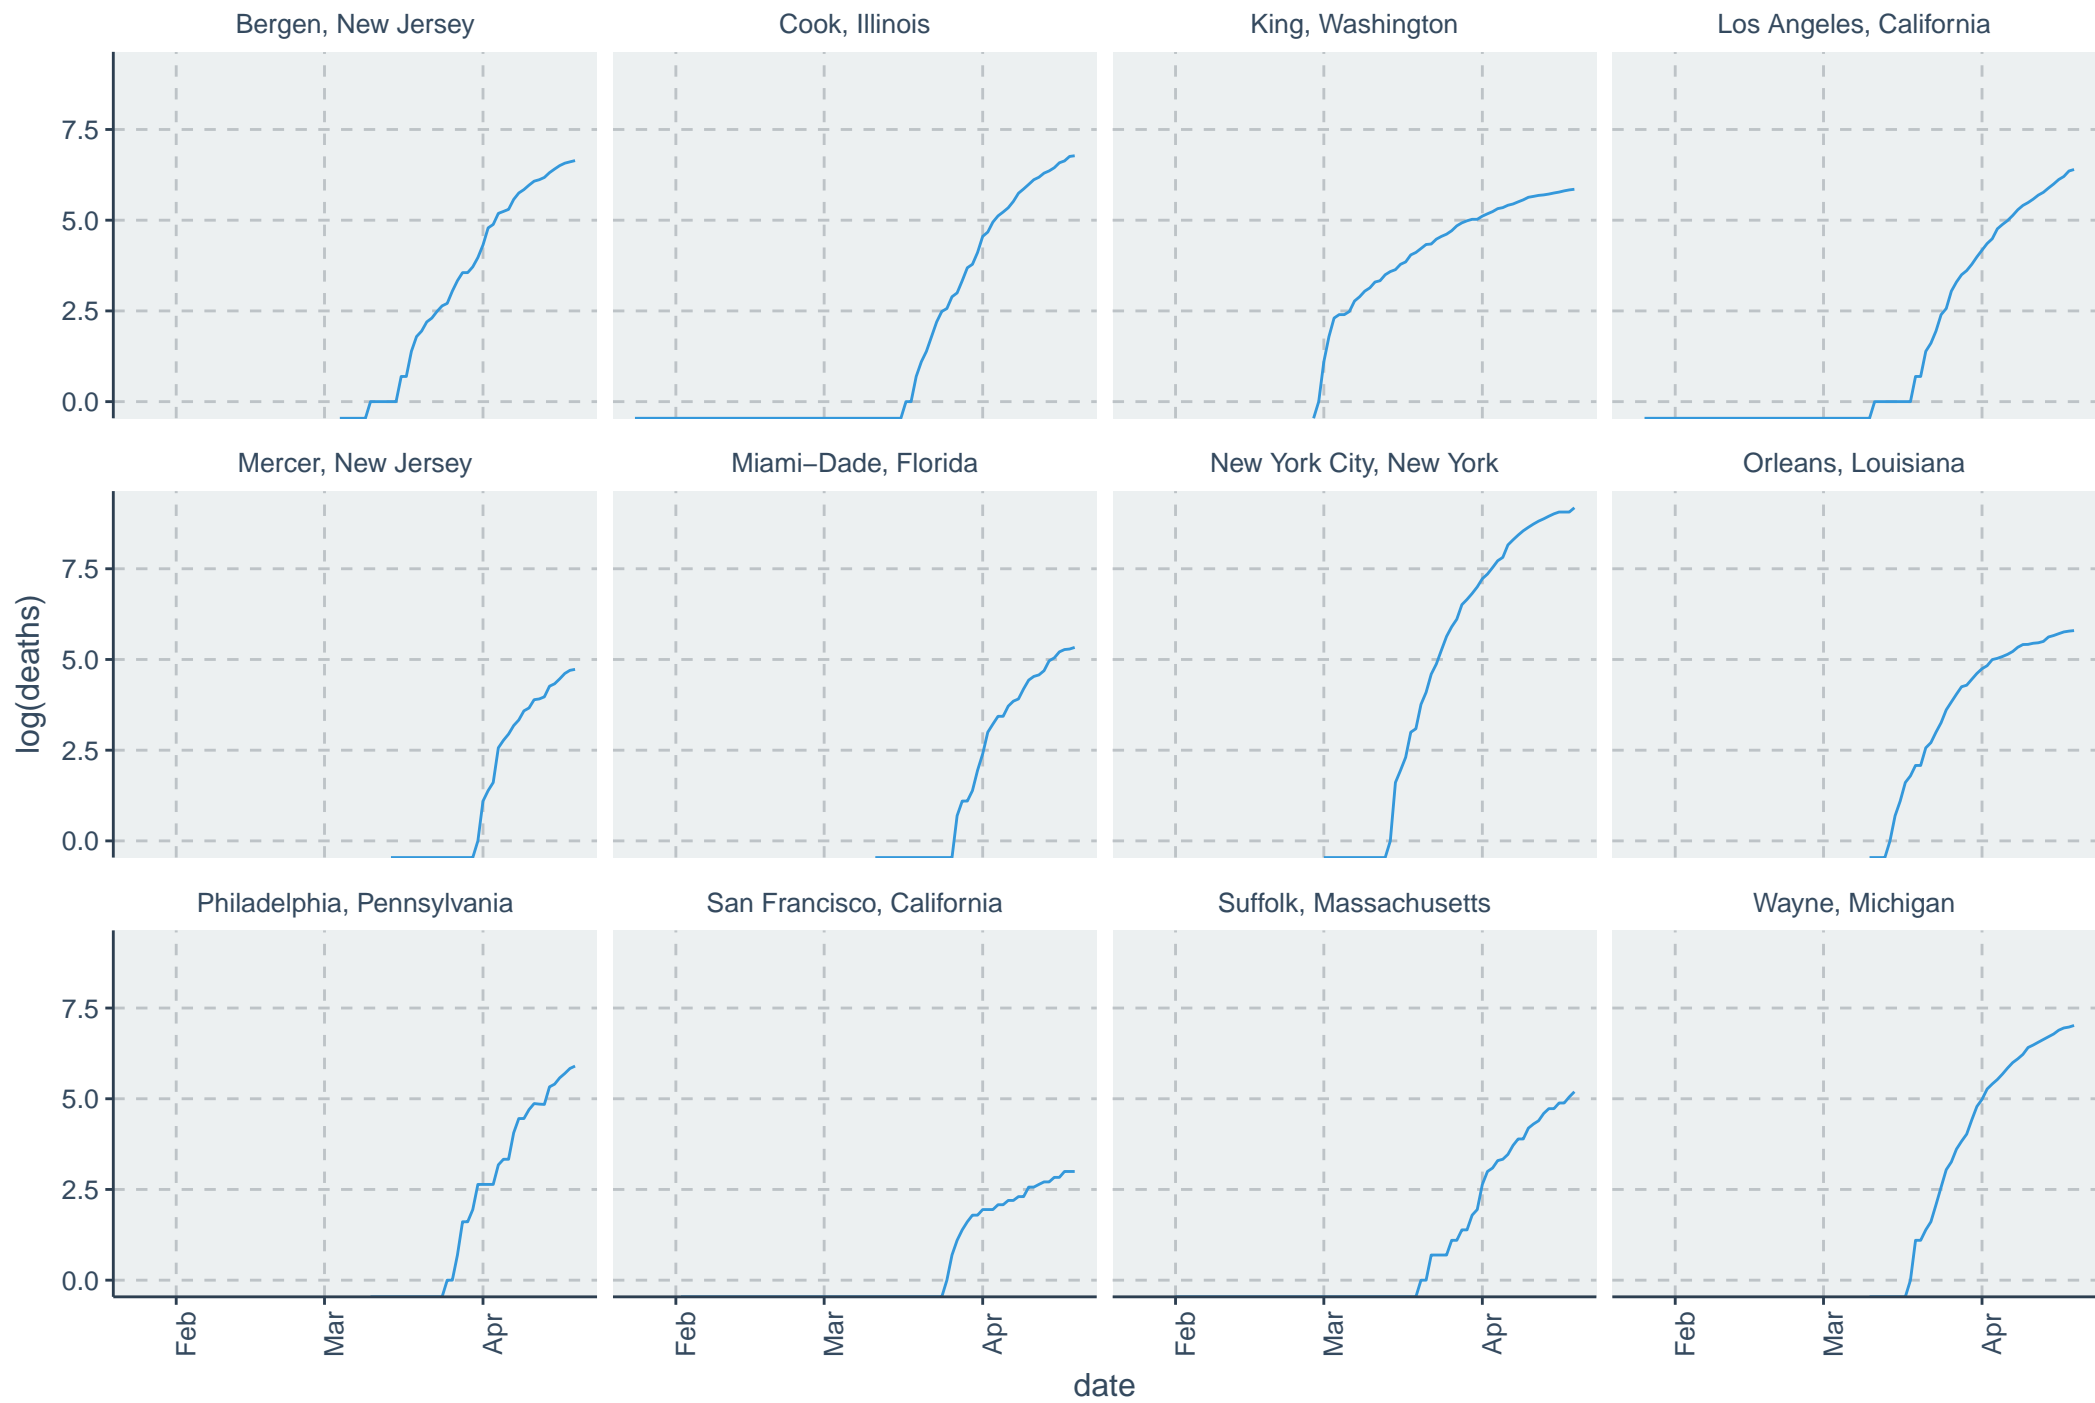 Bergen, New Jersey
Cook, Illinois
King, Washington
Los Angeles, California
7.5
5.0
2.5
0.0
Mercer, New Jersey
Miami−Dade, Florida
New York City, New York
Orleans, Louisiana
7.5
5.0
2.5
0.0
log(deaths)
Philadelphia, Pennsylvania
San Francisco, California
Suffolk, Massachusetts
Wayne, Michigan
7.5
5.0
2.5
0.0
Feb
Mar
Apr
Feb
Mar
Apr
Feb
Mar
Apr
Feb
Mar
Apr
date